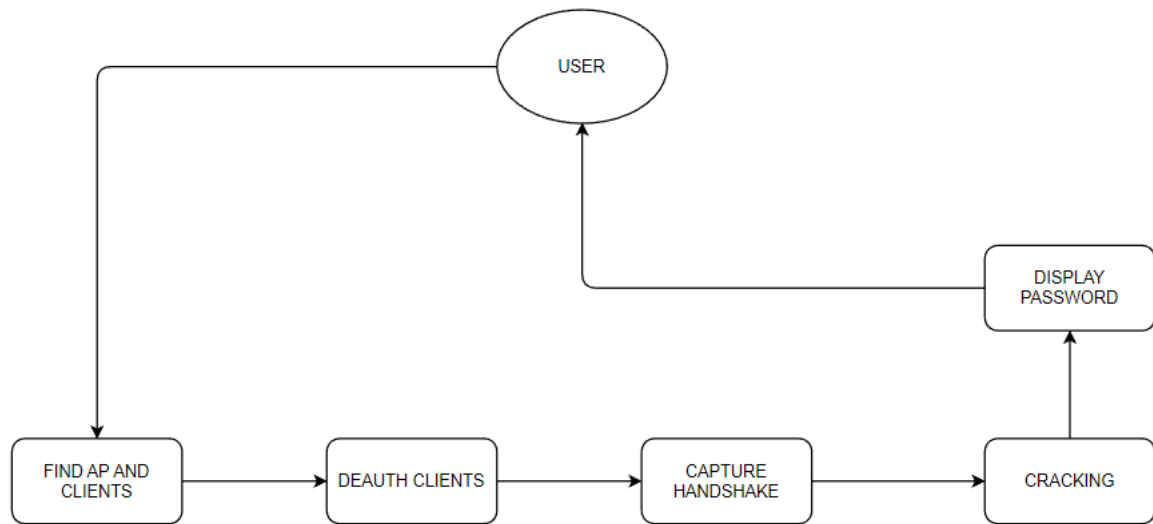 USER
DISPLAY
PASSWORD
FIND AP AND
CLIENTS
DEAUTH CLIENTS
CAPTURE
HANDSHAKE
CRACKING